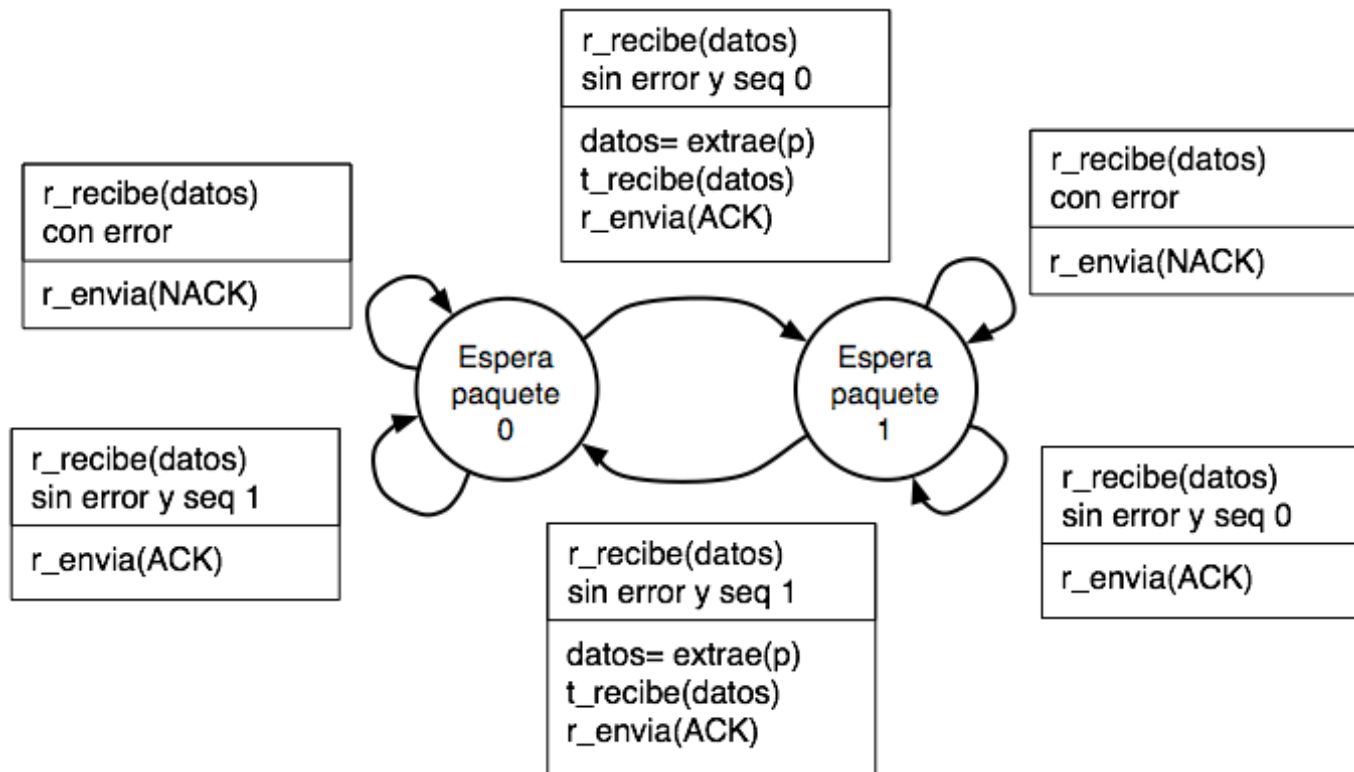 r_recibe(datos)
sin error y seq 0
datos= extrae(p)
t_recibe(datos)
r_envia(ACK)
r_recibe(datos)
con error
r_envia(NACK)
r_recibe(datos)
con error
r_envia(NACK)
Espera
paquete
0
Espera
paquete
1
r_recibe(datos)
sin error y seq 1
r_envia(ACK)
r_recibe(datos)
sin error y seq 0
r_envia(ACK)
r_recibe(datos)
sin error y seq 1
datos= extrae(p)
t_recibe(datos)
r_envia(ACK)